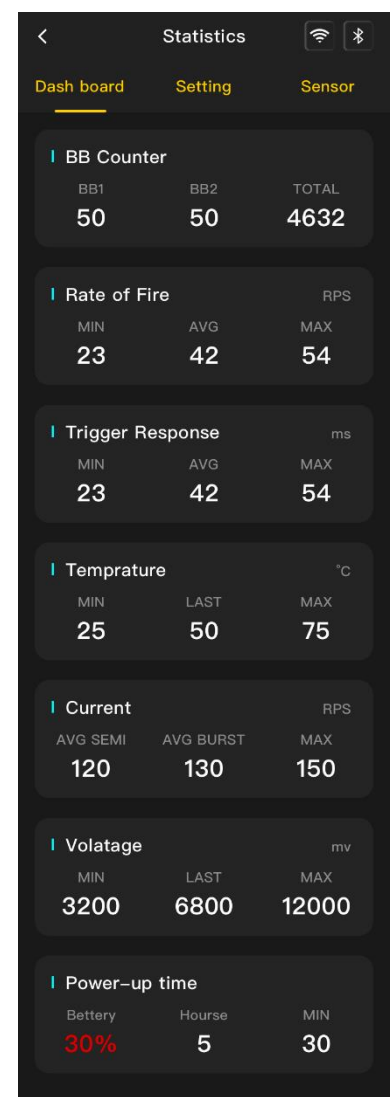 Statistics
Dash board Setting Sensor
BB Counter
BB1 BB2 TOTAL
50 50 4632
Rate of Fire RPS
MIN AVG MAX
23 42 54
Trigger Response ms
MIN AVG MAX
23 42 54
Temprature °C
MIN LAST MAX
25 50 75
Current RPS
AVG SEMI AVG BURST MAX
120 130 150
Volatage mv
MIN LAST MAX
3200 6800 12000
Power-up time
Bettery Hourse MIN
30% 5 30